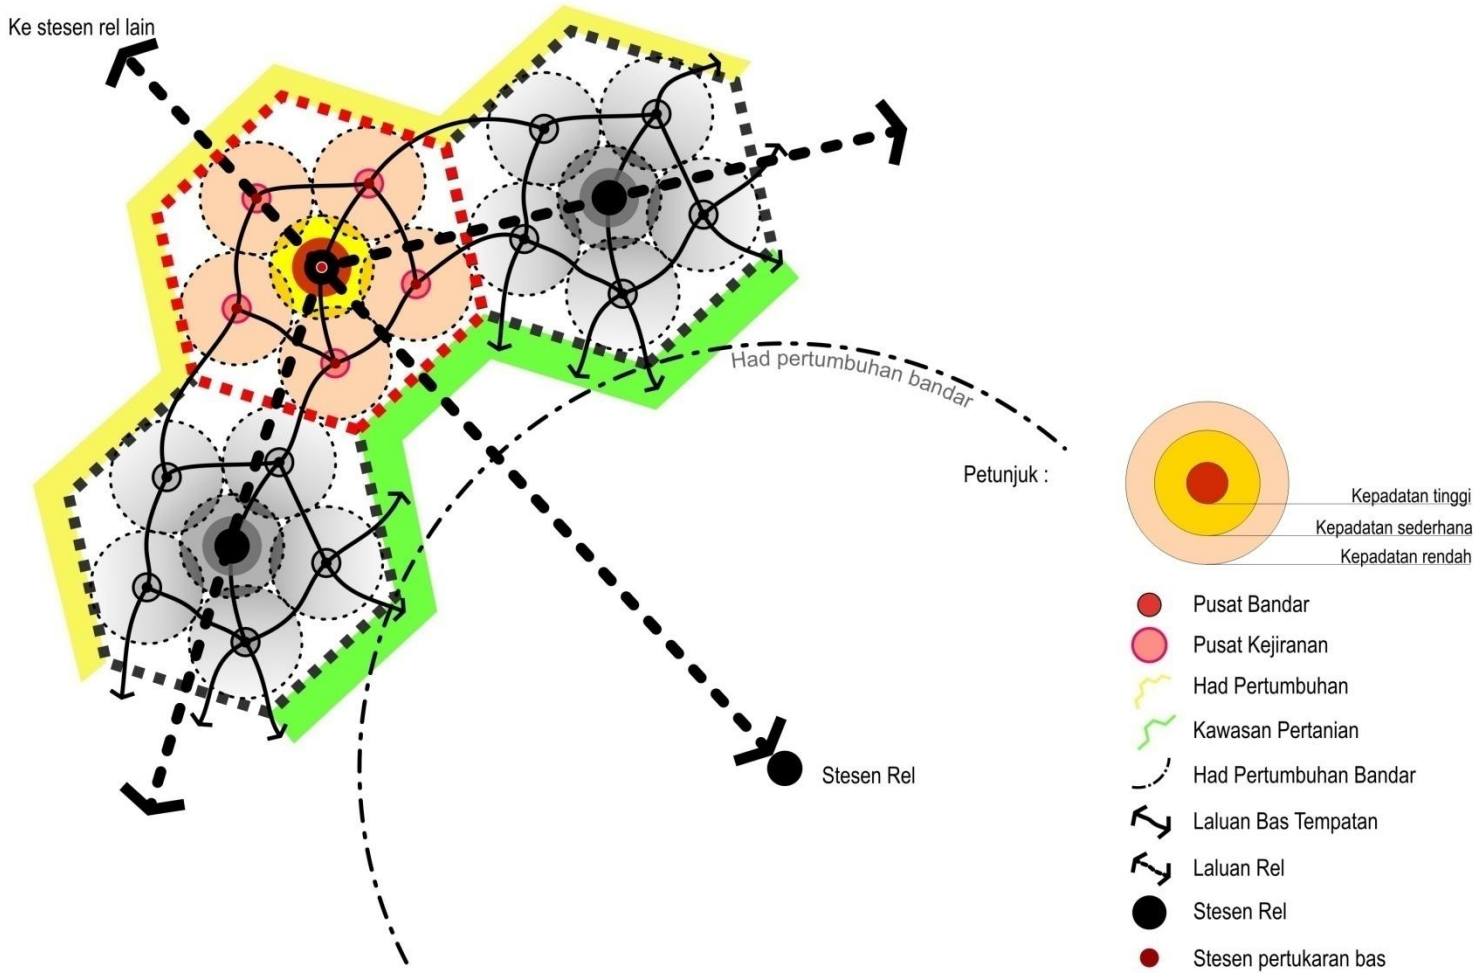 Ke stesen rel lain
Had pertumbuhan bandar
Petunjuk :
Kepadatan tinggi
Kepadatan sederhana
Kepadatan rendah
Pusat Bandar
Pusat Kejiranan
Had Pertumbuhan
Kawasan Pertanian
Stesen Rel
Had Pertumbuhan Bandar
Laluan Bas Tempatan
Laluan Rel
Stesen Rel
Stesen pertukaran bas